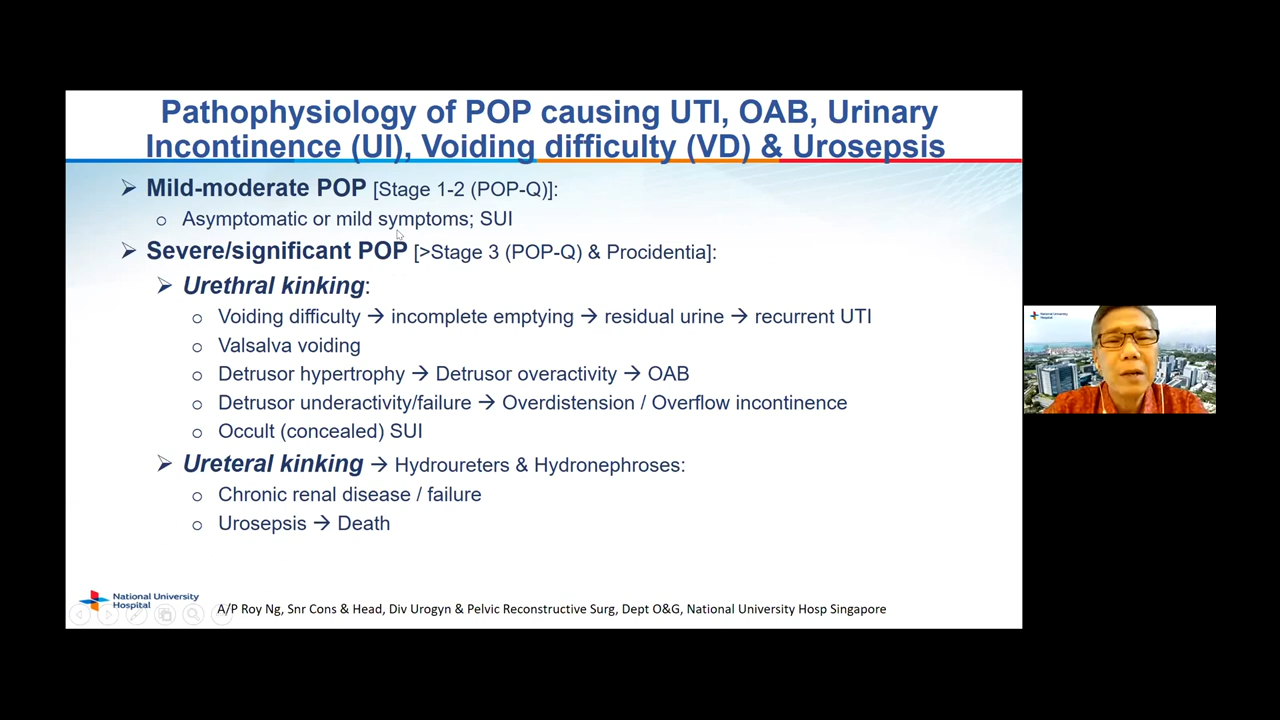 Pathophysiology of POP causing UTI, OAB, Urinary
Incontinence (UI), Voiding difficulty (VD) & Urosepsis
➢ Mild-moderate POP [Stage 1-2 (POP-Q)]:
o Asymptomatic or mild symptoms; SUI
➢ Severe/significant POP [>Stage 3 (POP-Q) & Procidentia]:
➢ Urethral kinking:
o Voiding difficulty → incomplete emptying → residual urine → recurrent UTI
o Valsalva voiding
o Detrusor hypertrophy → Detrusor overactivity → OAB
o Detrusor underactivity/failure → Overdistension / Overflow incontinence
o Occult (concealed) SUI
➢ Ureteral kinking → Hydroureters & Hydronephroses:
o Chronic renal disease / failure
o Urosepsis → Death
National University
Hospital
A/P Roy Ng, Snr Cons & Head, Div Urogyn & Pelvic Reconstructive Surg, Dept O&G, National University Hosp Singapore
National University
Hospital